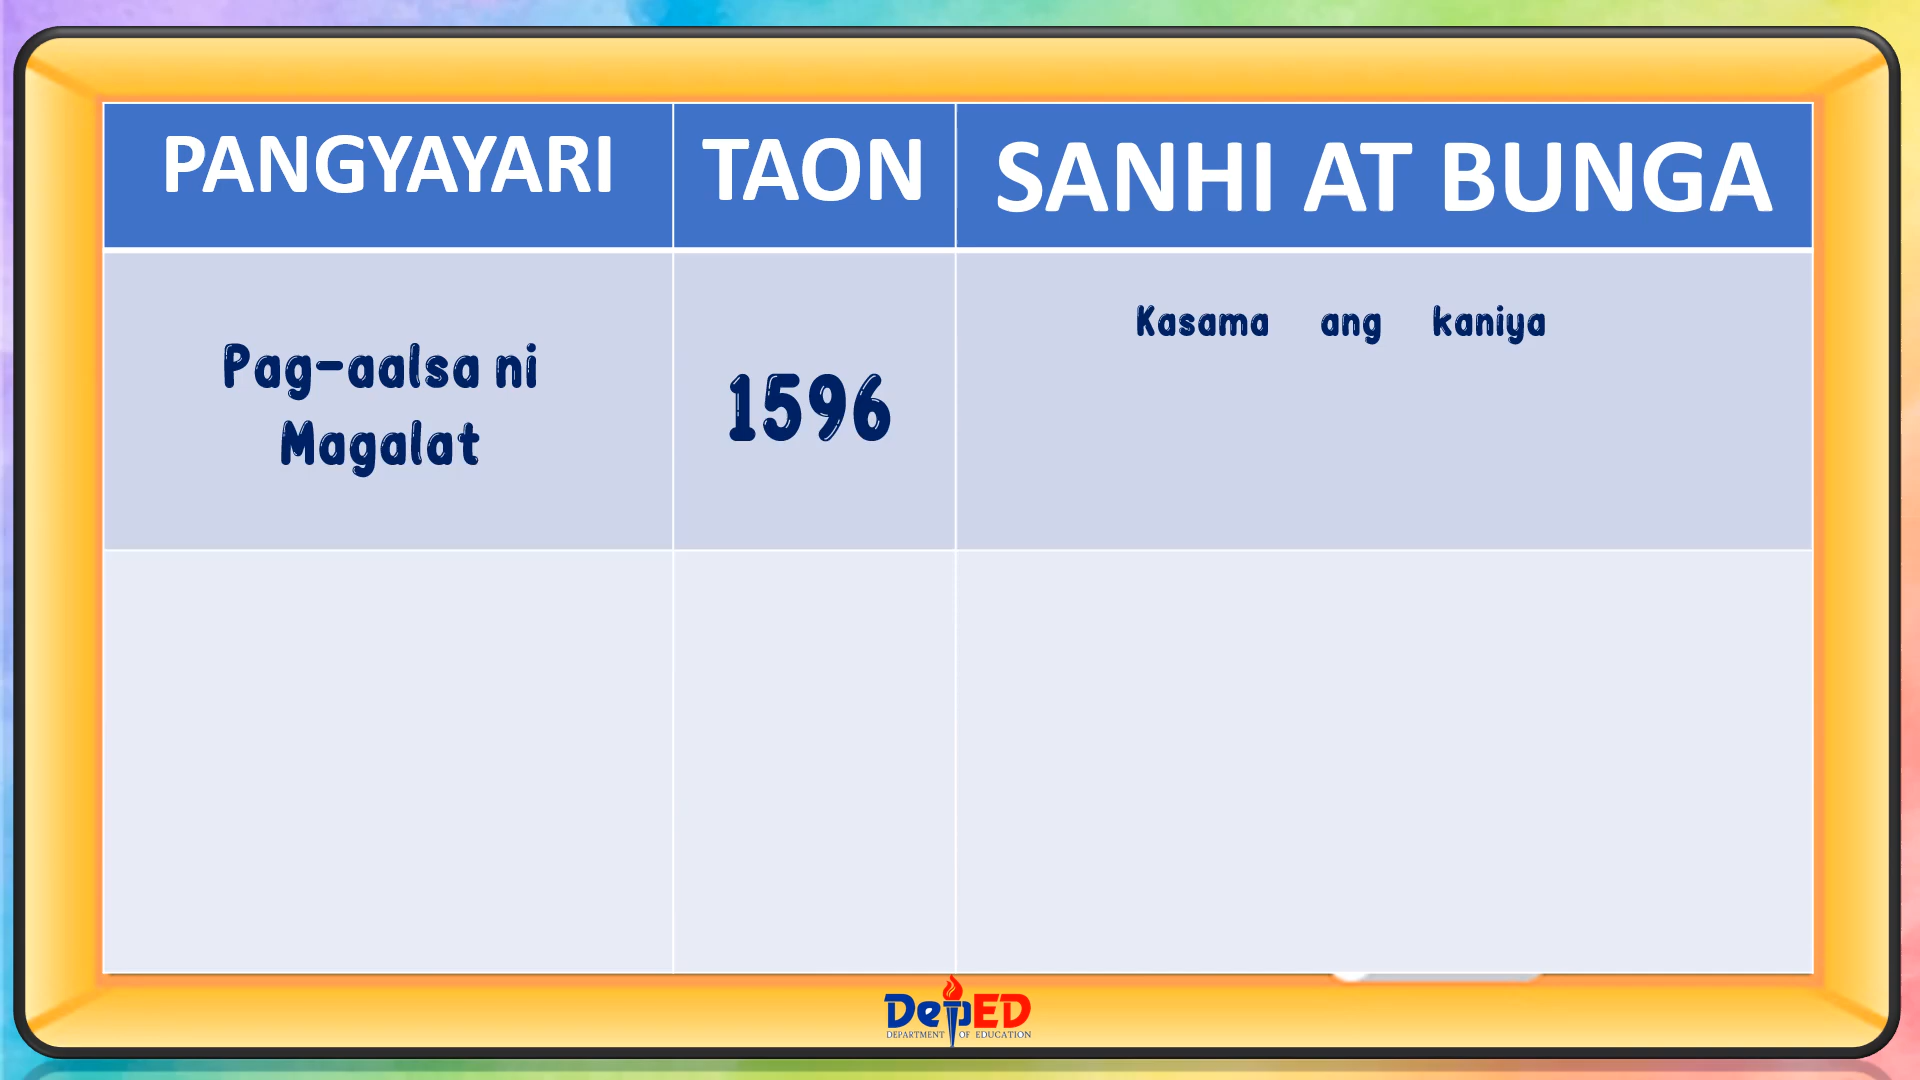 PANGYAYARI
TAON
SANHI AT BUNGA
Pag-aalsa ni
Magalat
1596
Kasama ang kaniya
DepED
DEPARTMENT OF EDUCATION